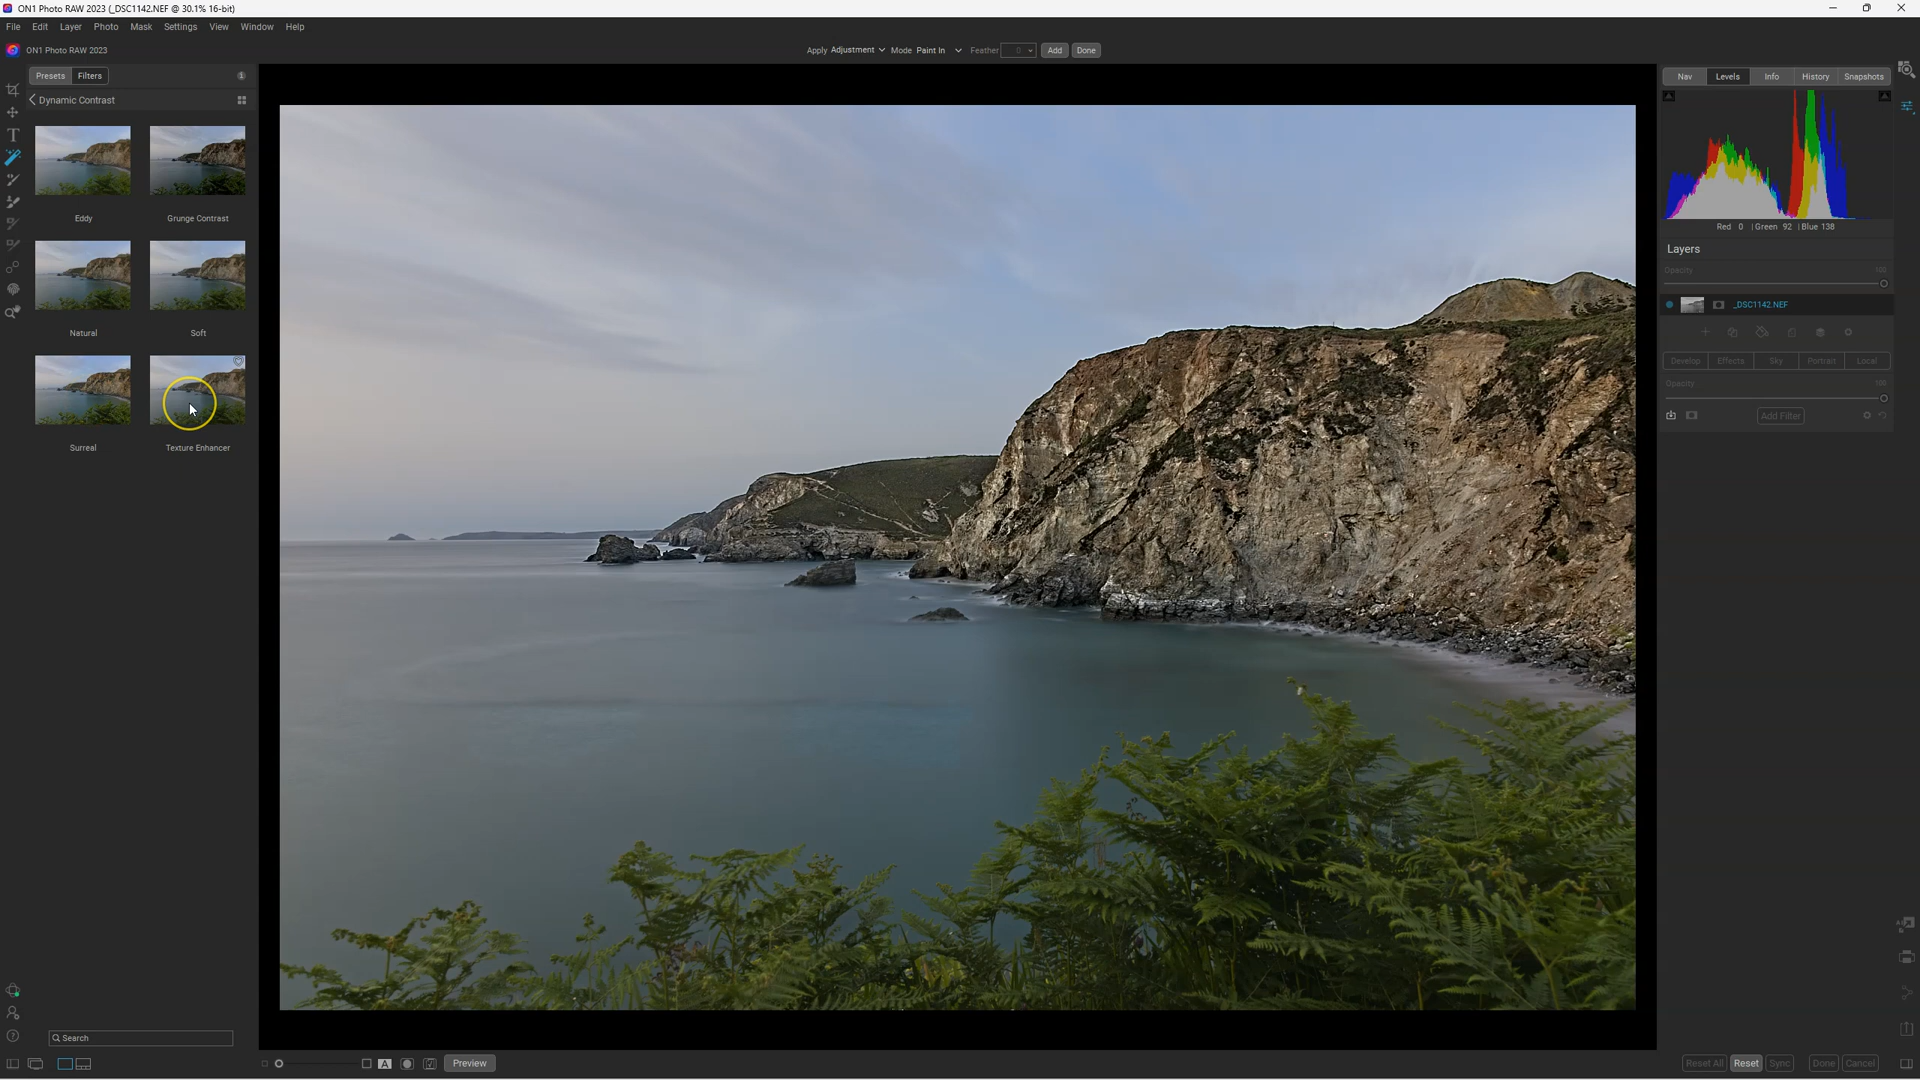 ON1 Photo RAW 2023 (_DSC1142.NEF @ 30.1% 16-bit)
File Edit Layer Photo Mask Settings View Window Help
ON1 Photo RAW 2023
Apply Adjustment Mode Paint In Feather 0 Add Done
Presets Filters
Nav Levels Info History Snapshots
Dynamic Contrast
Eddy Grunge Contrast
Red 0 | Green 92 | Blue 138
Layers
Opacity 100
_DSC1142.NEF
Natural Soft
Develop Effects Sky Portrait Local
Opacity 100
Add Filter
Surreal Texture Enhancer
Search
A Preview
Reset All Reset Sync Done Cancel